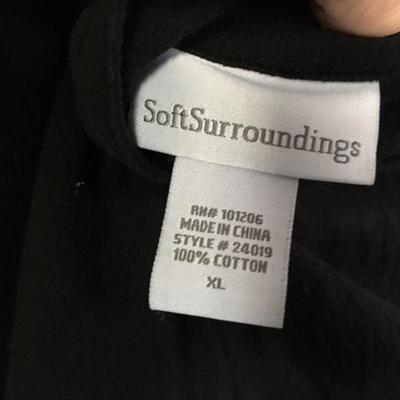 SoftSurroundings
RN# 101206
MADE IN CHINA
STYLE # 24019
100% COTTON
XL